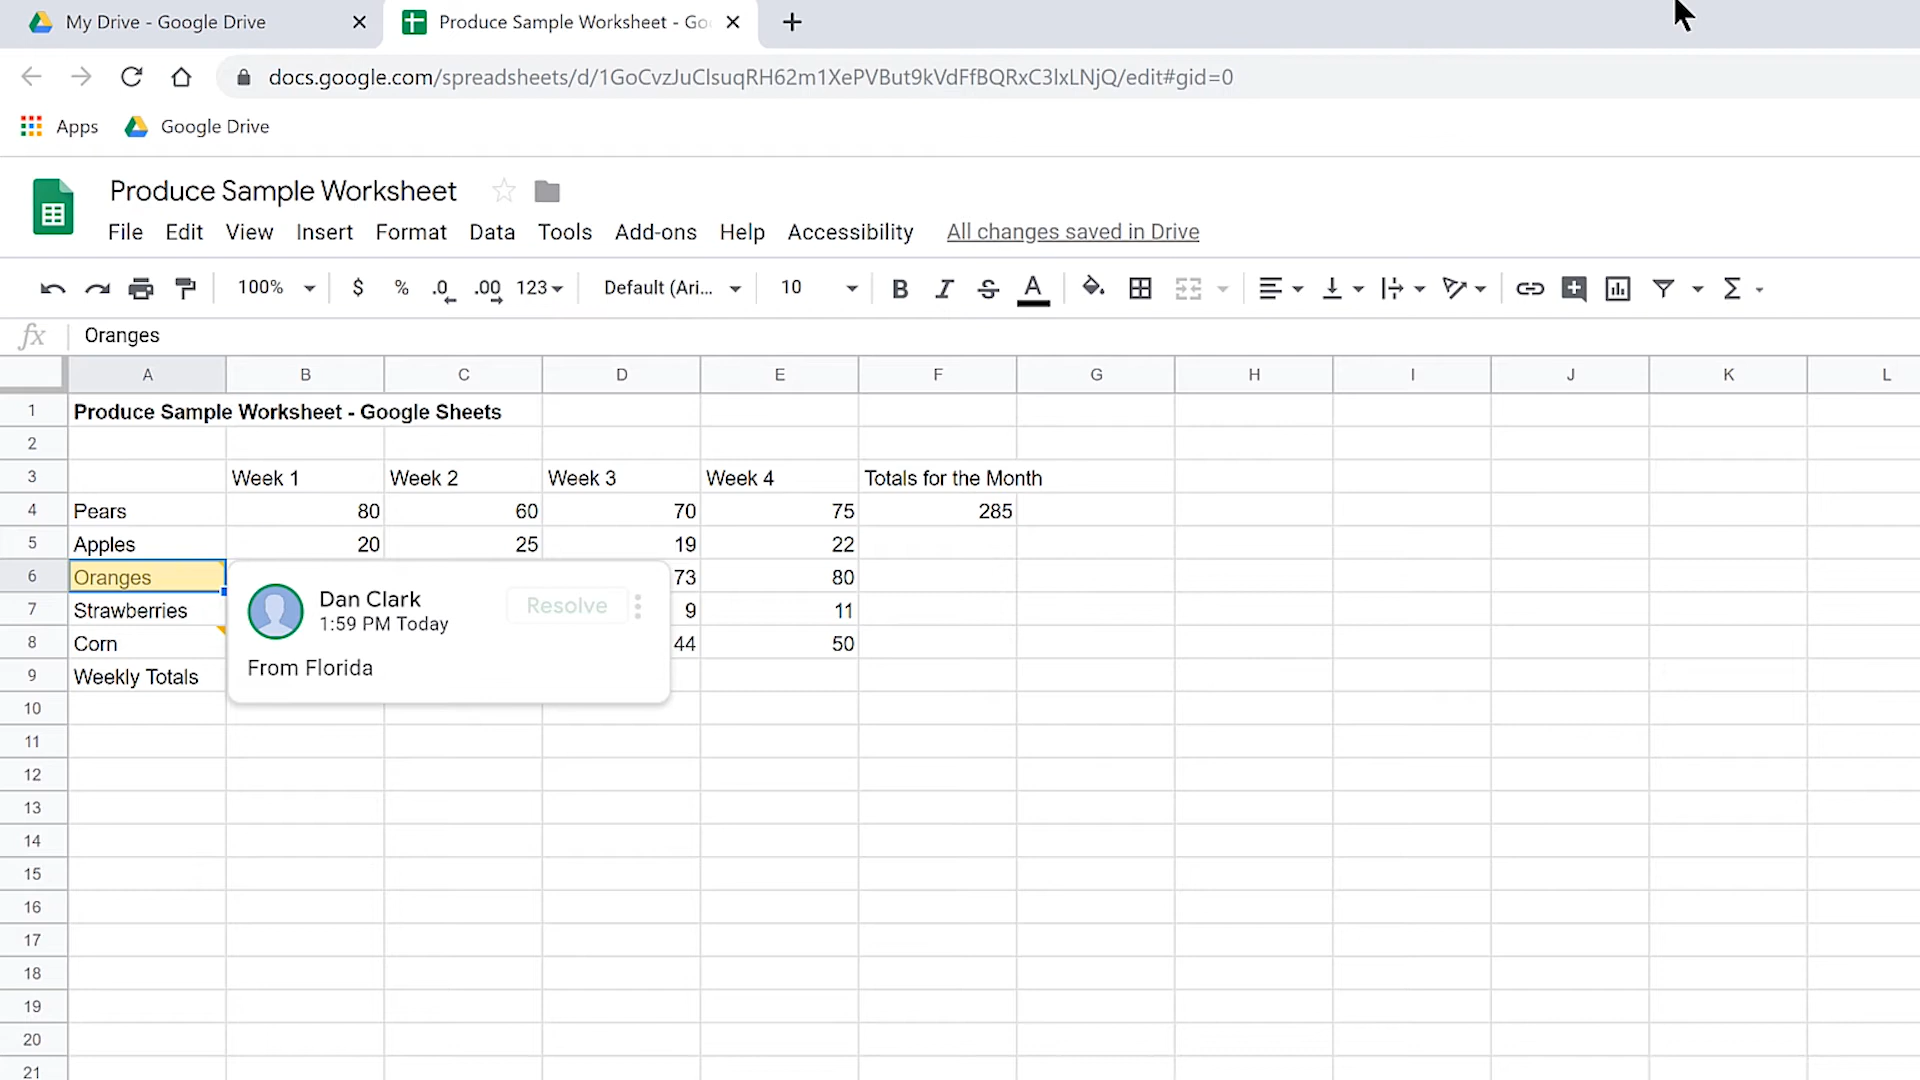 My Drive - Google Drive
Produce Sample Worksheet - Go
docs.google.com/spreadsheets/d/1GoCvzJuClsuqRH62m1XePVBut9kVdFfBQRxC3lxLNjQ/edit#gid=0
Apps Google Drive
Produce Sample Worksheet
File Edit View Insert Format Data Tools Add-ons Help Accessibility All changes saved in Drive
100% $ % .0 .00 123 Default (Ari... 10 B I S A Σ
fx Oranges
A B C D E F G H I J K L
1 Produce Sample Worksheet - Google Sheets
2
3 Week 1 Week 2 Week 3 Week 4 Totals for the Month
4 Pears 80 60 70 75 285
5 Apples 20 25 19 22
6 Oranges 73 80
7 Strawberries 9 11
8 Corn 44 50
9 Weekly Totals
Dan Clark Resolve
1:59 PM Today
From Florida
10
11
12
13
14
15
16
17
18
19
20
21